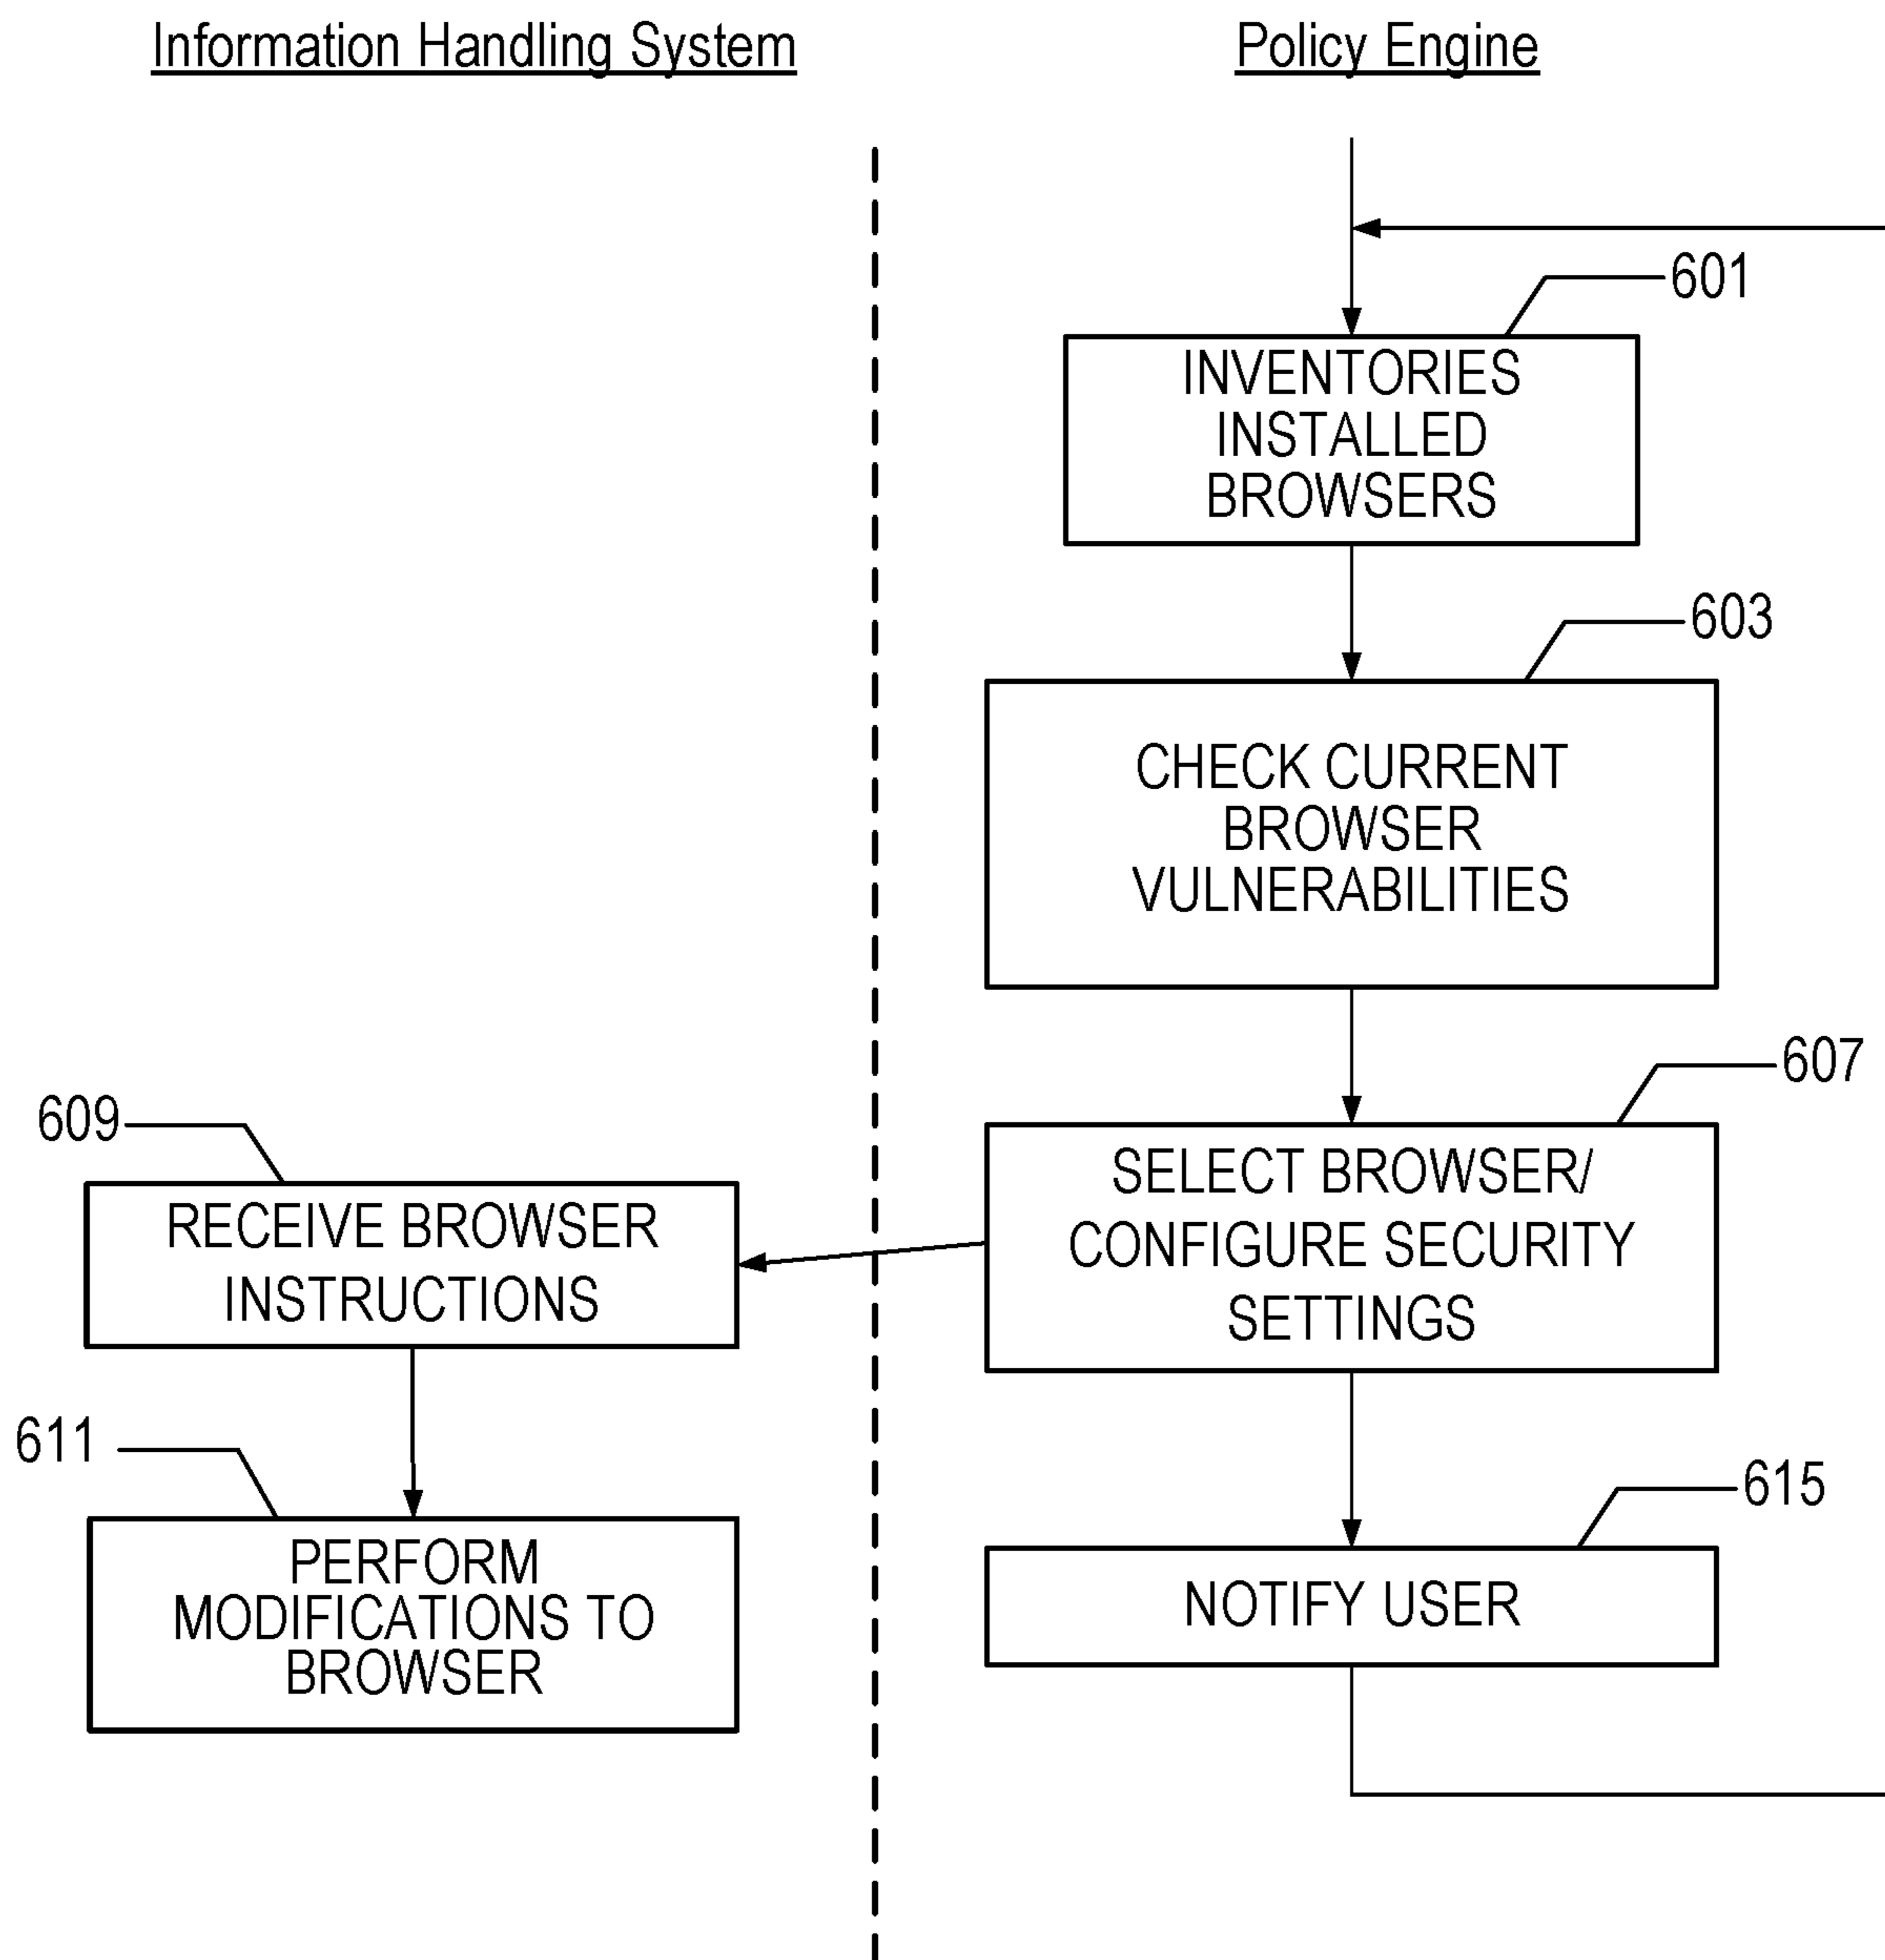 Information Handling System
Policy Engine
601
INVENTORIES
INSTALLED
BROWSERS
603
CHECK CURRENT
BROWSER
VULNERABILITIES
607
SELECT BROWSER/
CONFIGURE SECURITY
SETTINGS
609
RECEIVE BROWSER
INSTRUCTIONS
611
PERFORM
MODIFICATIONS TO
BROWSER
615
NOTIFY USER